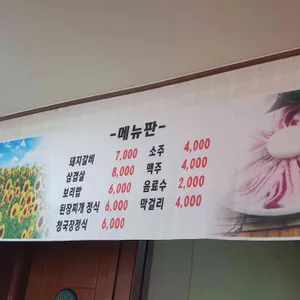 -메뉴판-
돼지갈비 7,000 소주 4,000
삼겹살 8,000 맥주 4,000
보리밥 6,000 음료수 2,000
된장찌개 정식 6,000 막걸리 4,000
청국장정식 6,000